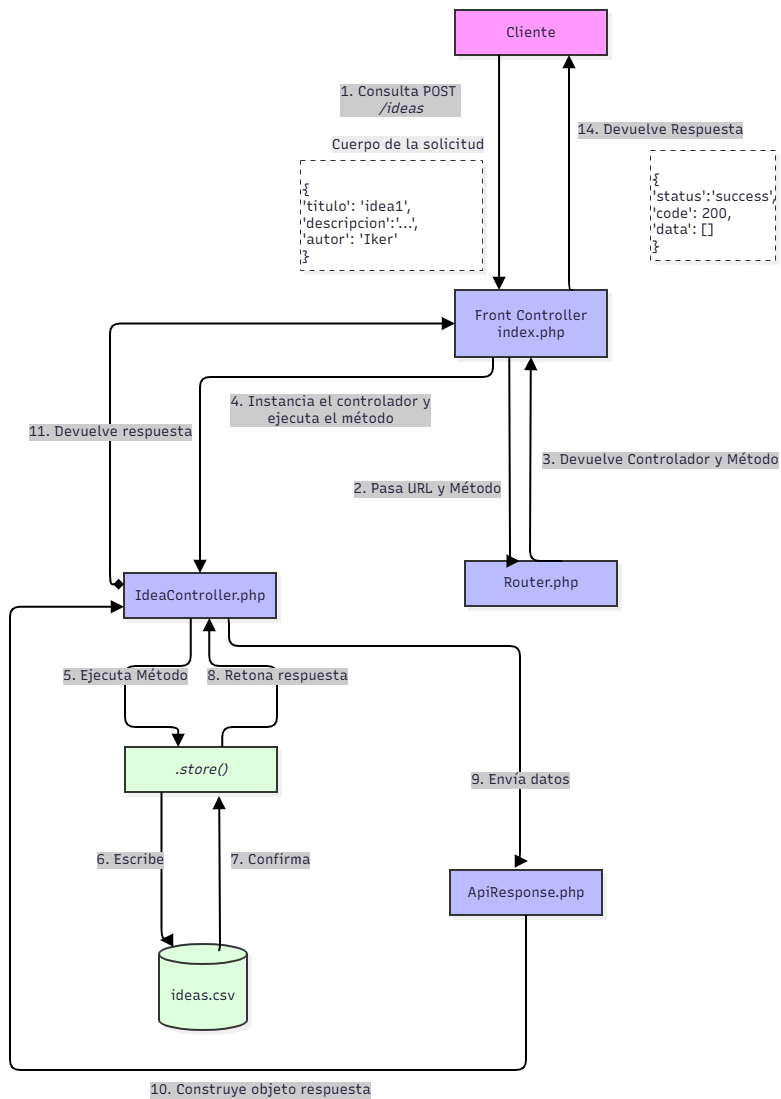 Cliente
1. Consulta POST
/ideas
14. Devuelve Respuesta
Cuerpo de la solicitud
{
'titulo': 'idea1',
'descripcion':'...',
'autor': 'Iker'
}
{
'status':'success',
'code': 200,
'data': []
}
Front Controller
index.php
4. Instancia el controlador y
ejecuta el método
11. Devuelve respuesta
3. Devuelve Controlador y Método
2. Pasa URL y Método
IdeaController.php
Router.php
5. Ejecuta Método
8. Retona respuesta
.store()
9. Envía datos
6. Escribe
7. Confirma
ApiResponse.php
ideas.csv
10. Construye objeto respuesta